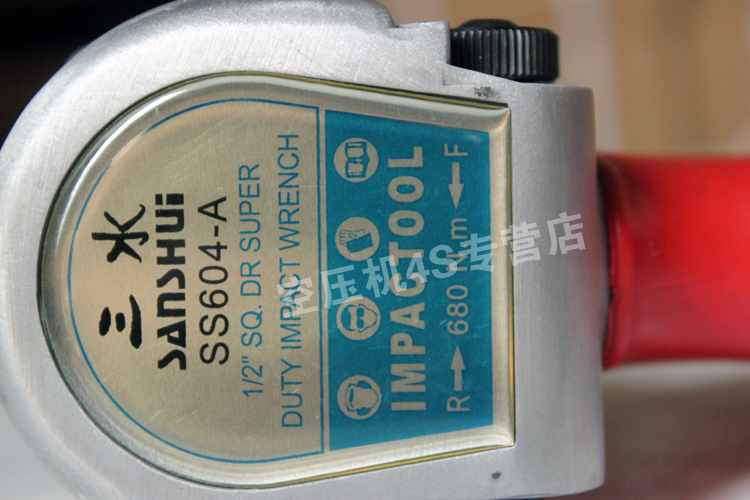 三水
SANSHUi
SS604-A
1/2" SQ. DR SUPER
DUTY IMPACT WRENCH
IMPACTOOL
R → 680 N m ← F
空压机4S专营店